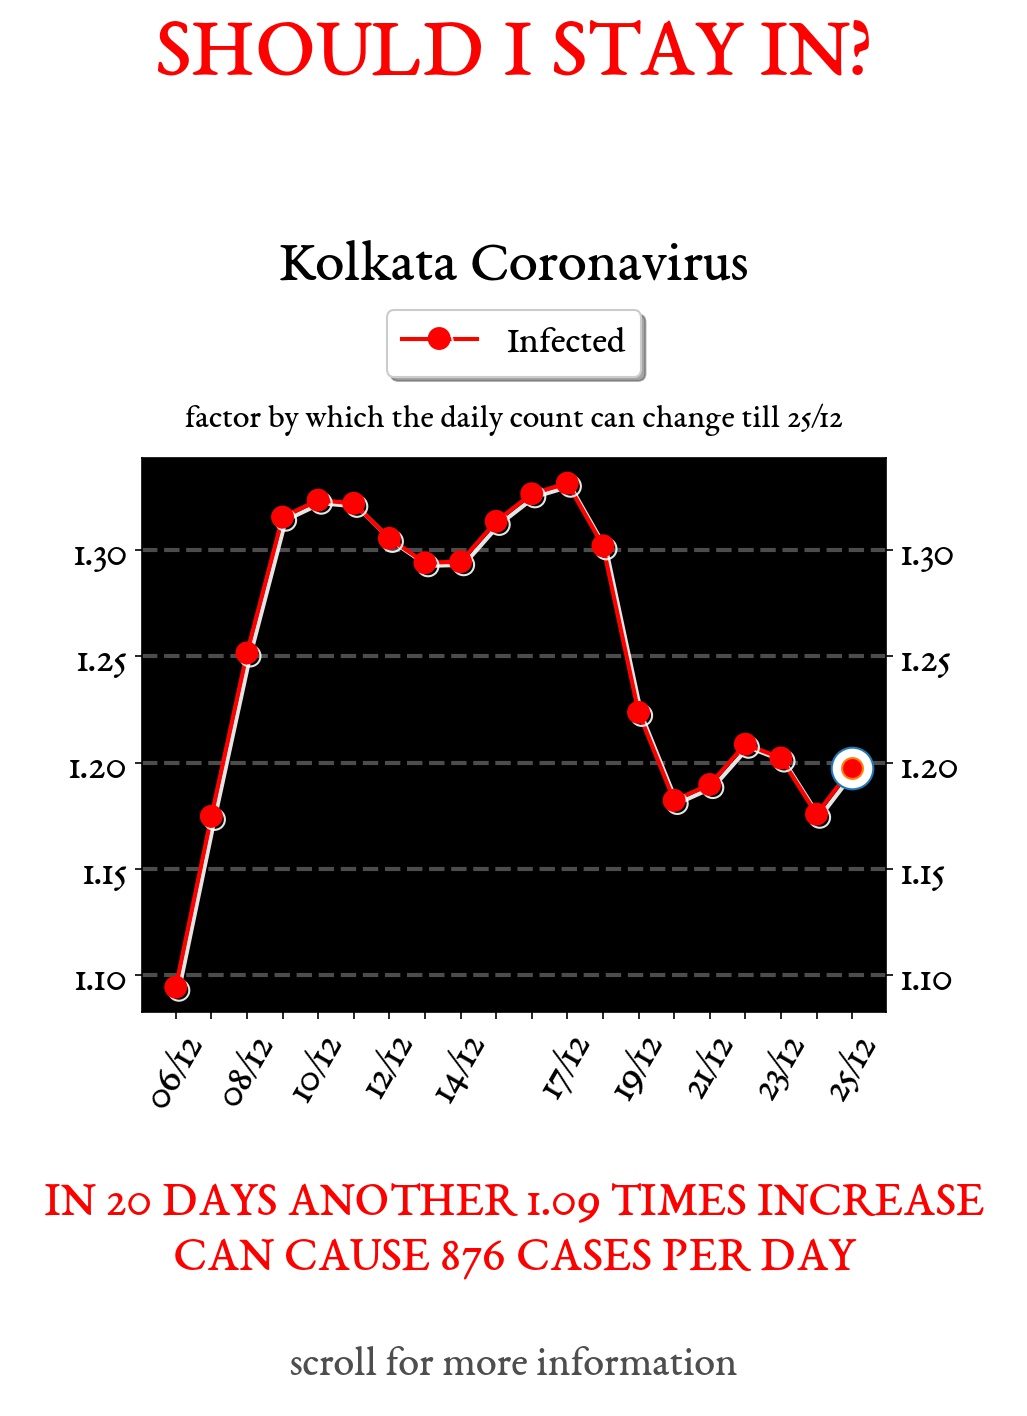 SHOULD I STAY IN?
Kolkata Coronavirus
Infected
factor by which the daily count can change till 25/12
1.30 1.30
1.25 1.25
1.20 1.20
1.15 1.15
1.10 1.10
06/12 08/12 10/12 12/12 14/12 17/12 19/12 21/12 23/12 25/12
IN 20 DAYS ANOTHER 1.09 TIMES INCREASE
CAN CAUSE 876 CASES PER DAY
scroll for more information